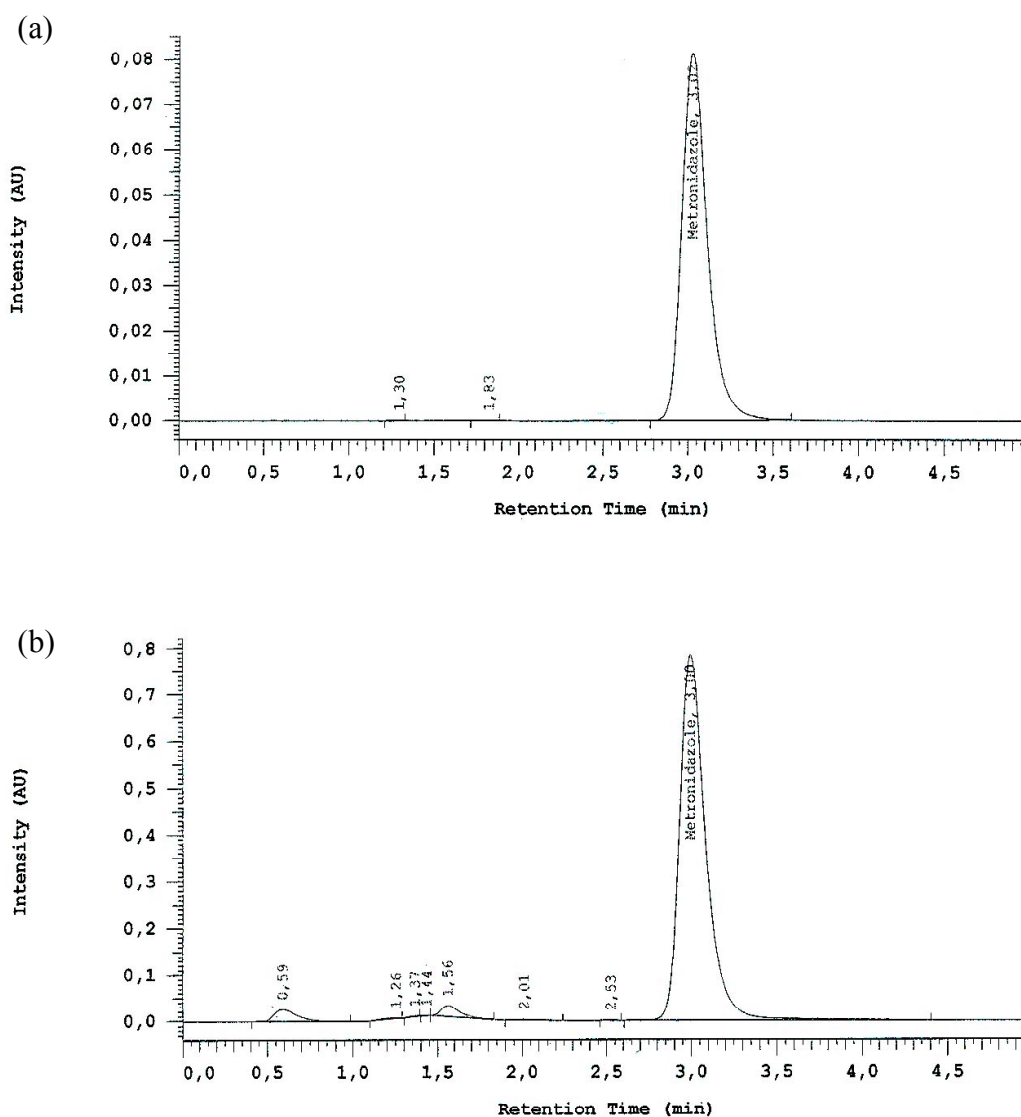 (a)
0,08
0,07
0,06
0,05
0,04
0,03
0,02
0,01
0,00
Intensity (AU)
1,30
1,83
Metronidazole, 3,02
0,0 0,5 1,0 1,5 2,0 2,5 3,0 3,5 4,0 4,5
Retention Time (min)
(b)
0,8
0,7
0,6
0,5
0,4
0,3
0,2
0,1
0,0
Intensity (AU)
0,59
1,26
1,37
1,44
1,56
2,01
2,53
Metronidazole, 3,00
0,0 0,5 1,0 1,5 2,0 2,5 3,0 3,5 4,0 4,5
Retention Time (min)